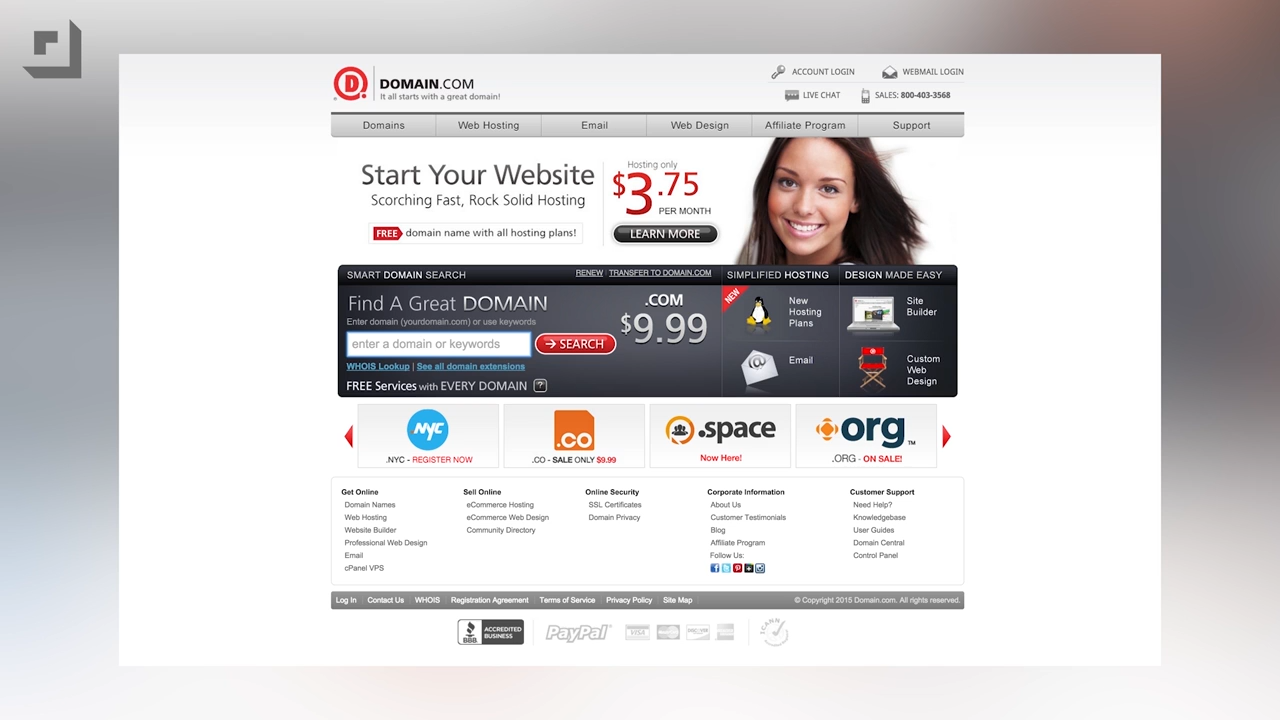 DOMAIN.COM
It all starts with a great domain!
ACCOUNT LOGIN
WEBMAIL LOGIN
LIVE CHAT
SALES: 800-403-3568
Domains Web Hosting Email Web Design Affiliate Program Support
Start Your Website
Scorching Fast, Rock Solid Hosting
FREE domain name with all hosting plans!
Hosting only
$3.75
PER MONTH
LEARN MORE
SMART DOMAIN SEARCH
RENEW | TRANSFER TO DOMAIN.COM
Find A Great DOMAIN
Enter domain (yourdomain.com) or use keywords
enter a domain or keywords
SEARCH
WHOIS Lookup | See all domain extensions
FREE Services with EVERY DOMAIN ?
.COM
$9.99
SIMPLIFIED HOSTING
NEW
New
Hosting
Plans
@
Email
DESIGN MADE EASY
Site
Builder
Custom
Web
Design
NYC
.NYC - REGISTER NOW
.co
.CO - SALE ONLY $9.99
.space
Now Here!
org™
.ORG - ON SALE!
Get Online
Domain Names
Web Hosting
Website Builder
Professional Web Design
Email
cPanel VPS
Sell Online
eCommerce Hosting
eCommerce Web Design
Community Directory
Online Security
SSL Certificates
Domain Privacy
Corporate Information
About Us
Customer Testimonials
Blog
Affiliate Program
Follow Us:
Customer Support
Need Help?
Knowledgebase
User Guides
Domain Central
Control Panel
Log In Contact Us WHOIS Registration Agreement Terms of Service Privacy Policy Site Map
© Copyright 2015 Domain.com. All rights reserved.
BBB ACCREDITED
BUSINESS
PayPal
VISA
DISCOVER
ICANN